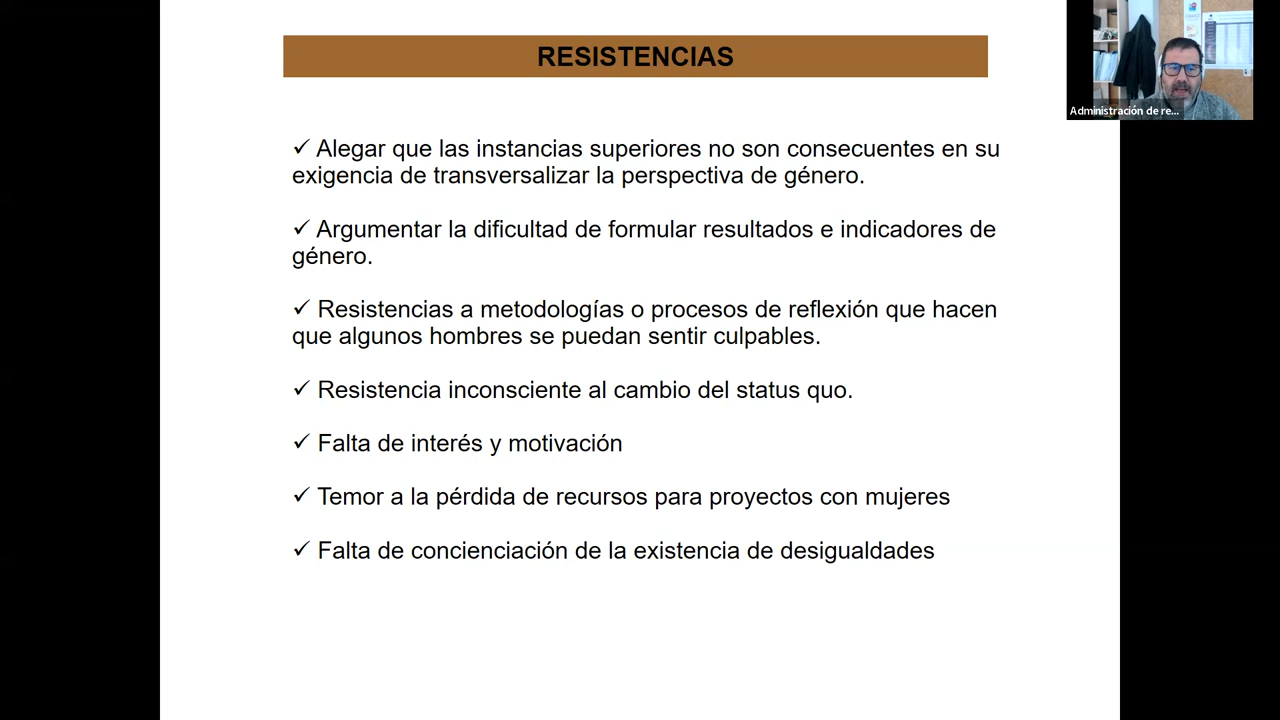 RESISTENCIAS
Administración de re...
✓ Alegar que las instancias superiores no son consecuentes en su
exigencia de transversalizar la perspectiva de género.
✓ Argumentar la dificultad de formular resultados e indicadores de
género.
✓ Resistencias a metodologías o procesos de reflexión que hacen
que algunos hombres se puedan sentir culpables.
✓ Resistencia inconsciente al cambio del status quo.
✓ Falta de interés y motivación
✓ Temor a la pérdida de recursos para proyectos con mujeres
✓ Falta de concienciación de la existencia de desigualdades